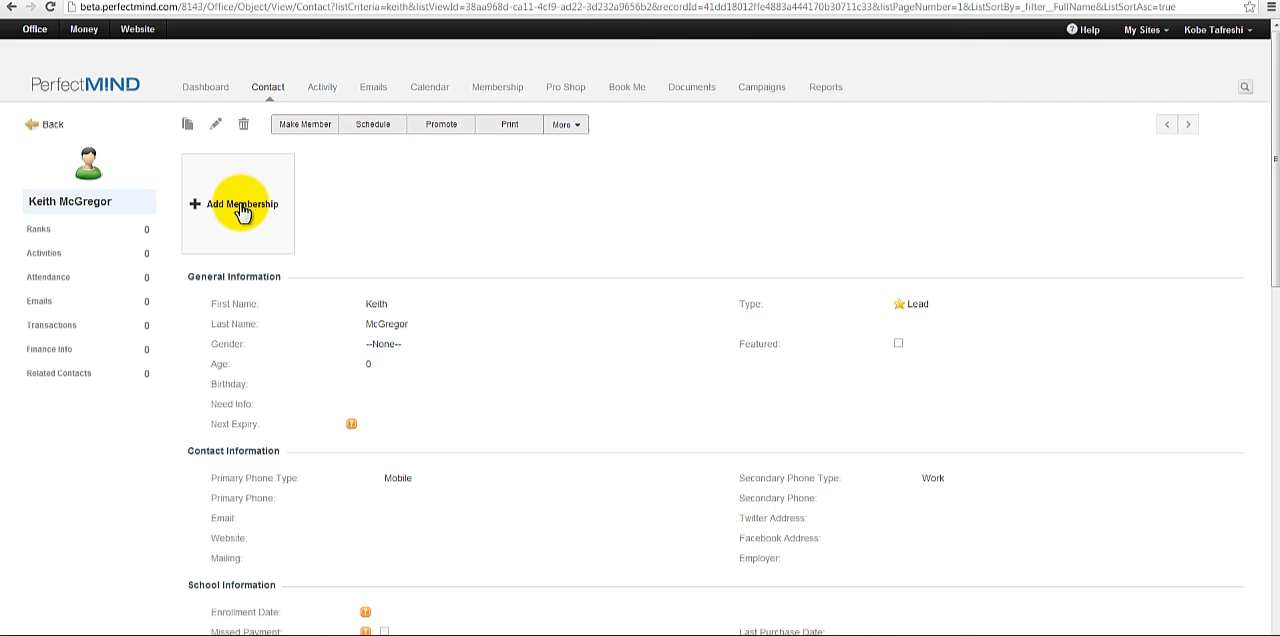 beta.perfectmind.com/8143/Office/Object/View/Contact?listCriteria=keith&listViewId=38aa968d-ca11-4cf9-ad22-3d232a9656b2&recordId=41dd18012ffe4883a444170b30711c33&listPageNumber=1&ListSortBy=_filter__FullName&ListSortAsc=true
Office Money Website Help My Sites Kobe Tafreshi
PerfectMIND Dashboard Contact Activity Emails Calendar Membership Pro Shop Book Me Documents Campaigns Reports
Back Make Member Schedule Promote Print More
Keith McGregor
Add Membership
Ranks 0
Activities 0
Attendance 0
Emails 0
Transactions 0
Finance Info 0
Related Contacts 0
General Information
First Name: Keith Type: Lead
Last Name: McGregor
Gender: --None-- Featured:
Age: 0
Birthday:
Need Info:
Next Expiry:
Contact Information
Primary Phone Type: Mobile Secondary Phone Type: Work
Primary Phone: Secondary Phone:
Email: Twitter Address:
Website: Facebook Address:
Mailing: Employer:
School Information
Enrollment Date:
Missed Payment: Last Purchase Date: